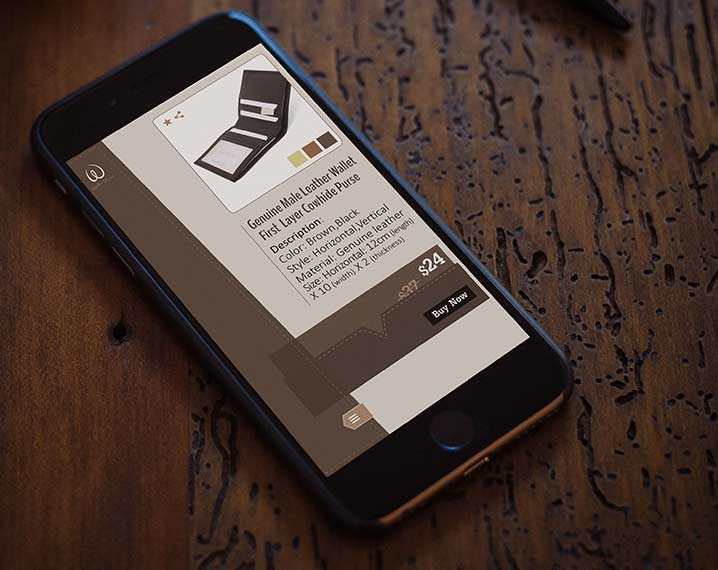 Genuine Male Leather Wallet
First Layer Cowhide Purse
Description:
Color: Brown, Black
Style: Horizontal,Vertical
Material: Genuine leather
Size: Horizontal: 12cm (length)
X 10 (width) X 2 (thickness)
$37 $24
Buy Now